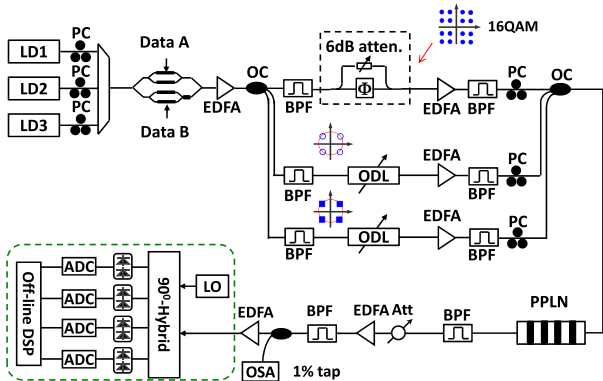 LD1
PC
LD2
PC
LD3
PC
Data A
Data B
EDFA
OC
BPF
6dB atten.
Φ
16QAM
EDFA
BPF
PC
OC
BPF
ODL
EDFA
BPF
PC
BPF
ODL
EDFA
BPF
PC
PPLN
BPF
Att
EDFA
BPF
1% tap
OSA
EDFA
LO
90⁰-Hybrid
ADC
ADC
ADC
ADC
Off-line DSP